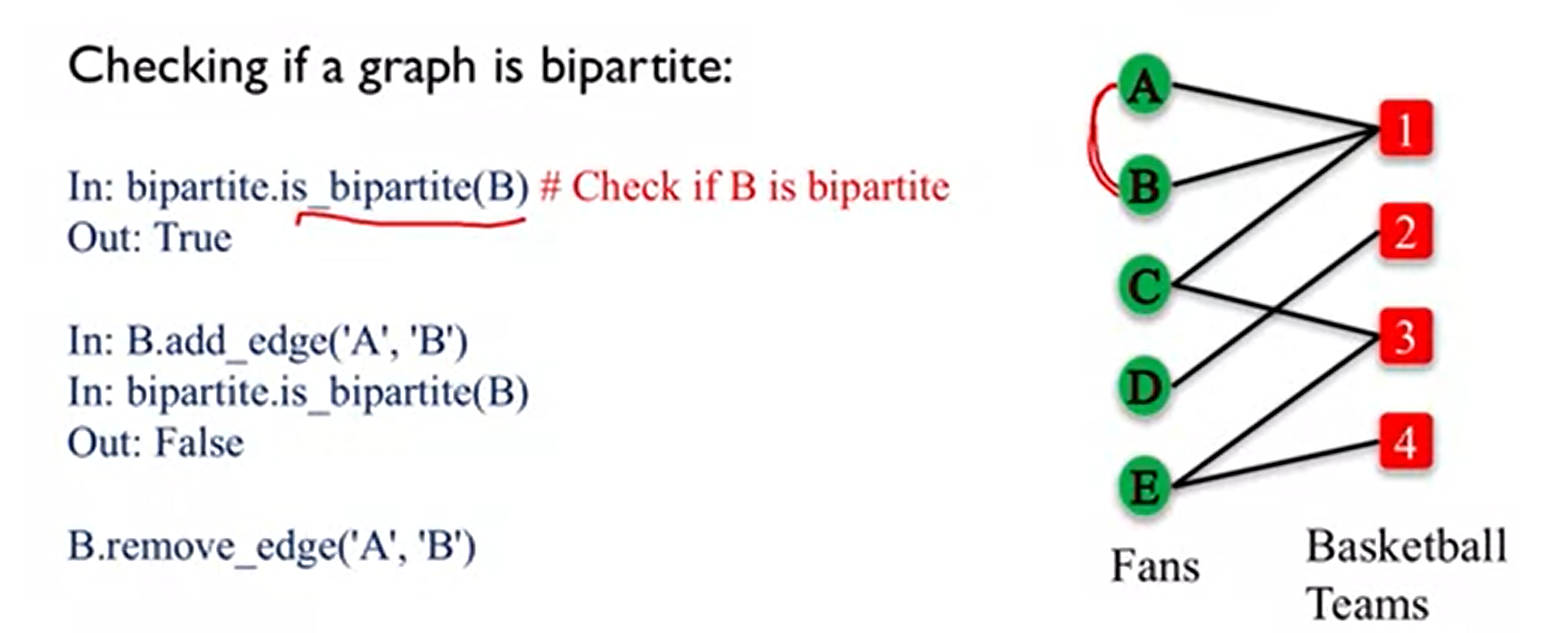 Checking if a graph is bipartite:
In: bipartite.is_bipartite(B) # Check if B is bipartite
Out: True
In: B.add_edge('A', 'B')
In: bipartite.is_bipartite(B)
Out: False
B.remove_edge('A', 'B')
A
B
C
D
E
Fans
1
2
3
4
Basketball
Teams